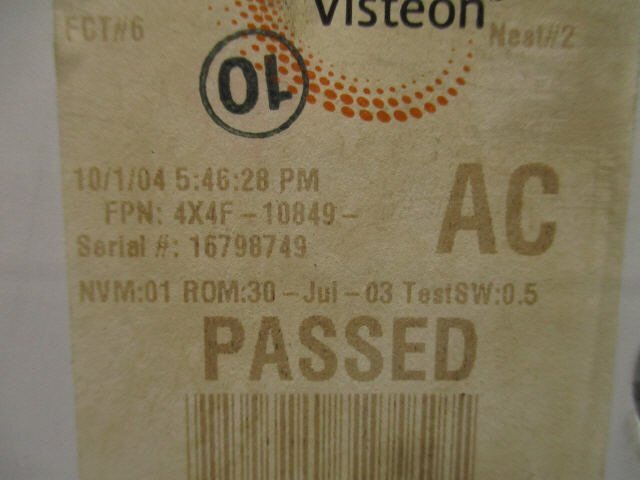 Visteon
FCT#6
Nest#2
10
10/1/04 5:46:28 PM
AC
FPN: 4X4F-10849-
Serial #: 16798749
NVM:01 ROM:30-Jul-03 TestSW:0.5
PASSED